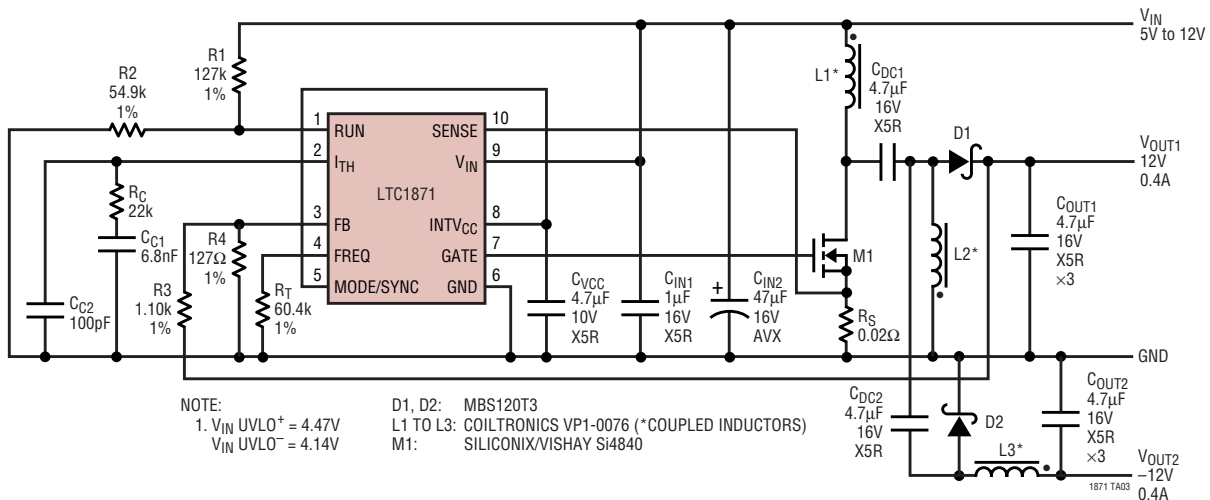 VIN
5V to 12V
R1
127k
1%
R2
54.9k
1%
L1*
•
CDC1
4.7µF
16V
X5R
D1
VOUT1
12V
0.4A
1
RUN
SENSE
10
2
ITH
VIN
9
LTC1871
3
FB
INTVCC
8
4
FREQ
GATE
7
5
MODE/SYNC
GND
6
RC
22k
CC1
6.8nF
CC2
100pF
R3
1.10k
1%
R4
127Ω
1%
RT
60.4k
1%
CVCC
4.7µF
10V
X5R
CIN1
1µF
16V
X5R
+
CIN2
47µF
16V
AVX
M1
RS
0.02Ω
L2*
•
COUT1
4.7µF
16V
X5R
×3
GND
CDC2
4.7µF
16V
X5R
D2
L3*
•
COUT2
4.7µF
16V
X5R
×3
VOUT2
–12V
0.4A
NOTE:
1. VIN UVLO+ = 4.47V
VIN UVLO– = 4.14V
D1, D2: MBS120T3
L1 TO L3: COILTRONICS VP1-0076 (*COUPLED INDUCTORS)
M1: SILICONIX/VISHAY Si4840
1871 TA03